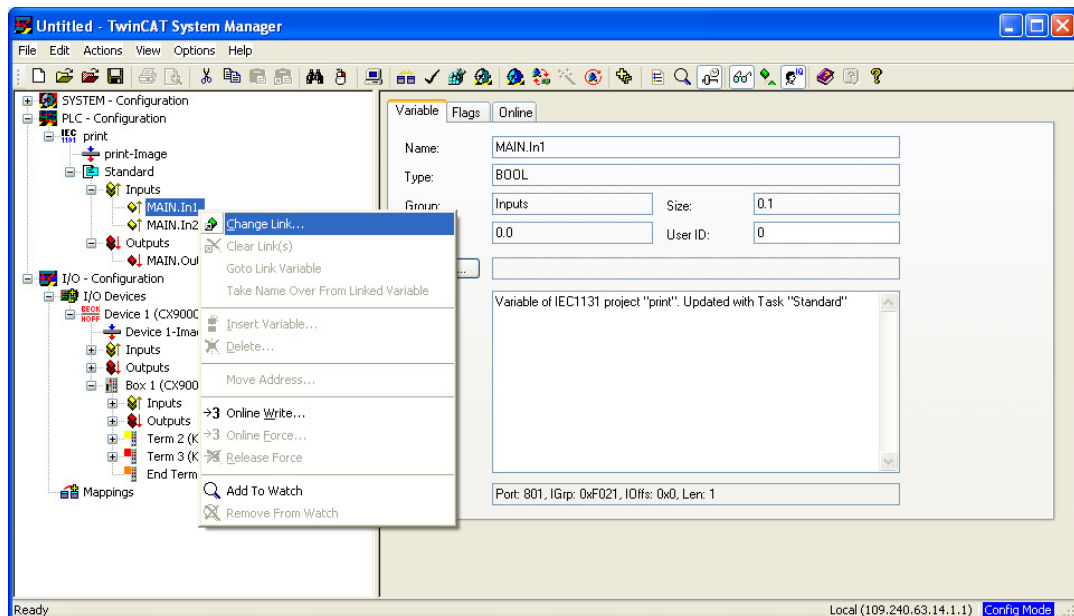 Untitled - TwinCAT System Manager
File Edit Actions View Options Help
SYSTEM - Configuration
PLC - Configuration
IEC 1131 print
print-Image
Standard
Inputs
MAIN.In1
MAIN.In2
Outputs
MAIN.Out
I/O - Configuration
I/O Devices
BECK HOFF Device 1 (CX9000
Device 1-Imag
Inputs
Outputs
Box 1 (CX900
Inputs
Outputs
Term 2 (K
Term 3 (K
End Term
Mappings
Change Link...
Clear Link(s)
Goto Link Variable
Take Name Over From Linked Variable
Insert Variable...
Delete...
Move Address...
→3 Online Write...
→3 Online Force...
Release Force
Add To Watch
Remove From Watch
Variable Flags Online
Name: MAIN.In1
Type: BOOL
Group: Inputs Size: 0.1
0.0 User ID: 0
...
Variable of IEC1131 project "print". Updated with Task "Standard"
Port: 801, IGrp: 0xF021, IOffs: 0x0, Len: 1
Ready Local (109.240.63.14.1.1) Config Mode